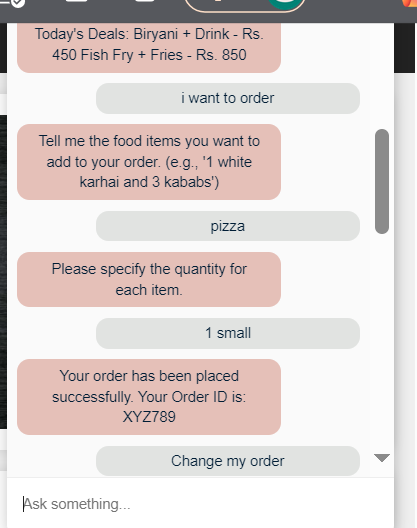 Today's Deals: Biryani + Drink - Rs.
450 Fish Fry + Fries - Rs. 850
i want to order
Tell me the food items you want to
add to your order. (e.g., '1 white
karhai and 3 kababs')
pizza
Please specify the quantity for
each item.
1 small
Your order has been placed
successfully. Your Order ID is:
XYZ789
Change my order
Ask something...